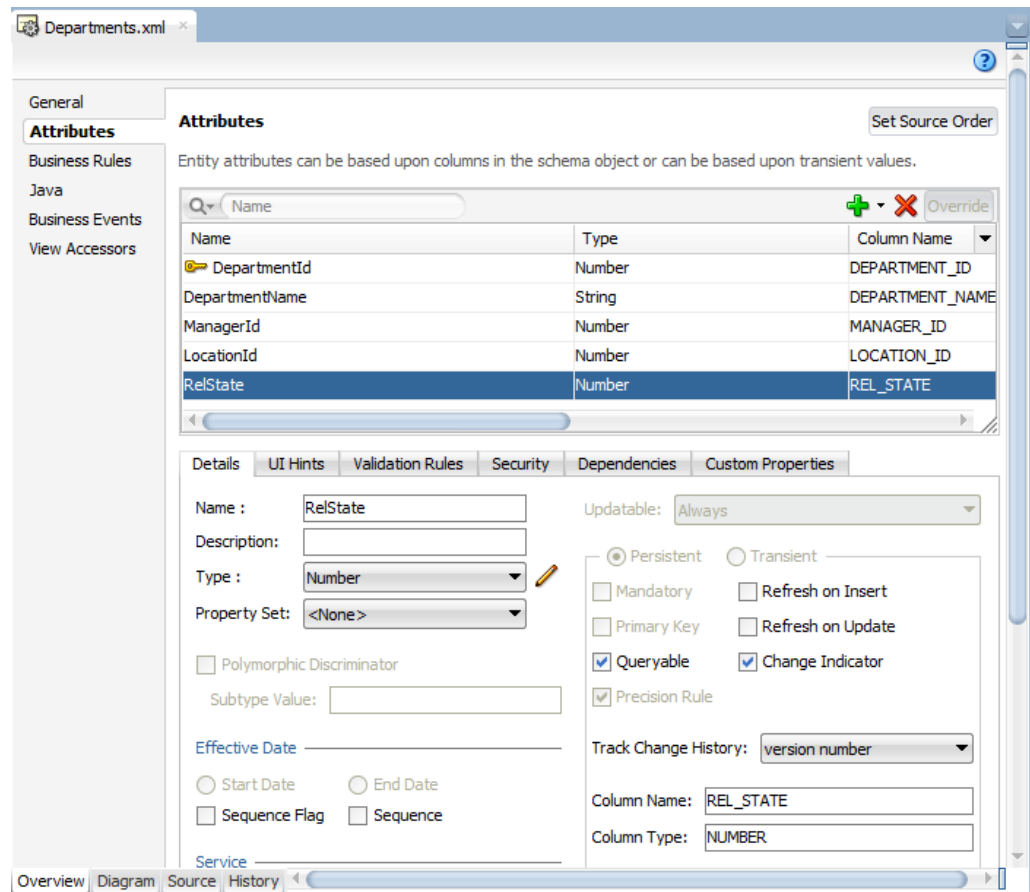 Departments.xml
General
Attributes
Business Rules
Java
Business Events
View Accessors
Attributes
Set Source Order
Entity attributes can be based upon columns in the schema object or can be based upon transient values.
Name
Override
Name Type Column Name
DepartmentId Number DEPARTMENT_ID
DepartmentName String DEPARTMENT_NAME
ManagerId Number MANAGER_ID
LocationId Number LOCATION_ID
RelState Number REL_STATE
Details UI Hints Validation Rules Security Dependencies Custom Properties
Name : RelState
Description:
Type : Number
Property Set: <None>
Polymorphic Discriminator
Subtype Value:
Effective Date
Start Date End Date
Sequence Flag Sequence
Service
Updatable: Always
Persistent Transient
Mandatory Refresh on Insert
Primary Key Refresh on Update
Queryable Change Indicator
Precision Rule
Track Change History: version number
Column Name: REL_STATE
Column Type: NUMBER
Overview Diagram Source History